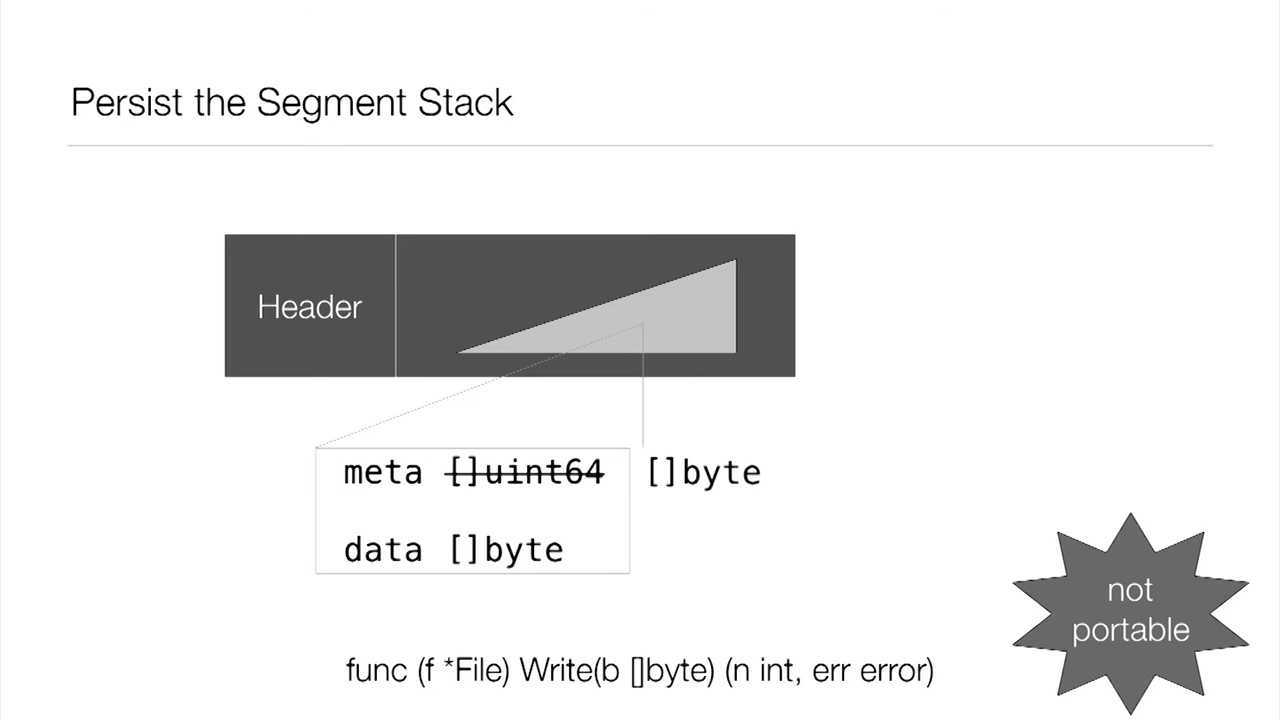 Persist the Segment Stack
Header
meta []uint64 []byte
data []byte
not
portable
func (f *File) Write(b []byte) (n int, err error)